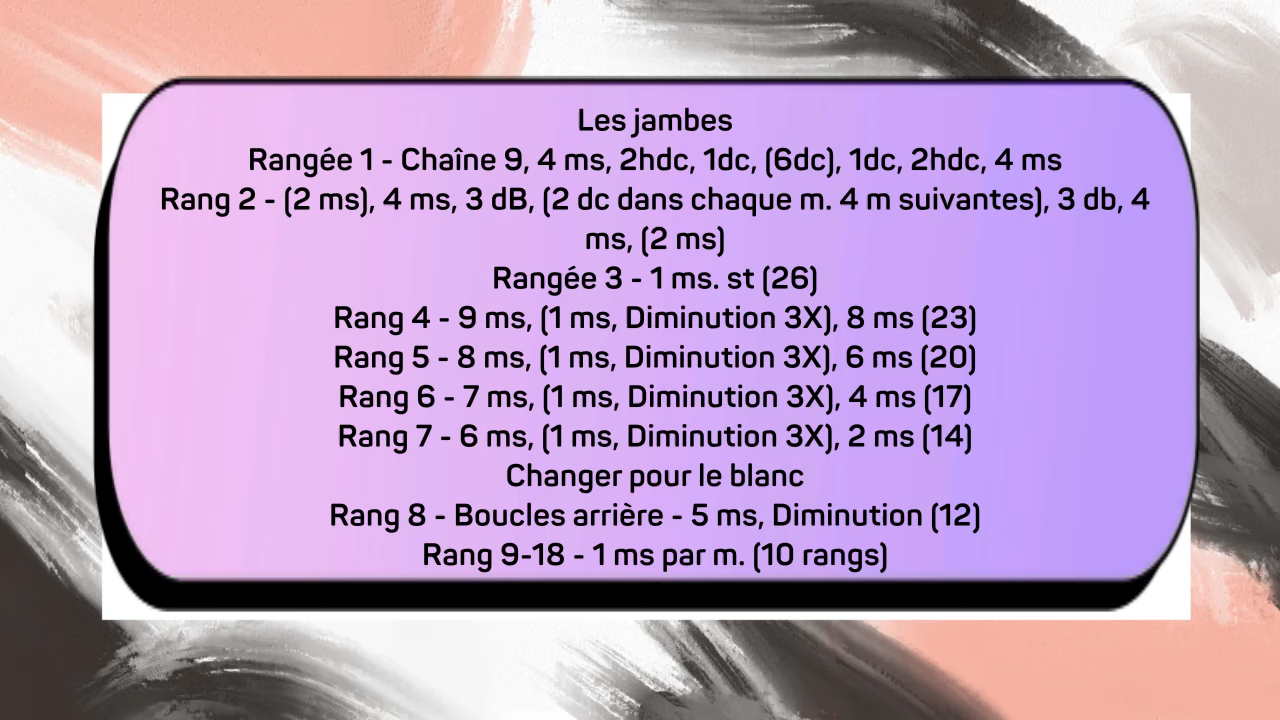 Les jambes
Rangée 1 - Chaîne 9, 4 ms, 2hdc, 1dc, (6dc), 1dc, 2hdc, 4 ms
Rang 2 - (2 ms), 4 ms, 3 dB, (2 dc dans chaque m. 4 m suivantes), 3 db, 4
ms, (2 ms)
Rangée 3 - 1 ms. st (26)
Rang 4 - 9 ms, (1 ms, Diminution 3X), 8 ms (23)
Rang 5 - 8 ms, (1 ms, Diminution 3X), 6 ms (20)
Rang 6 - 7 ms, (1 ms, Diminution 3X), 4 ms (17)
Rang 7 - 6 ms, (1 ms, Diminution 3X), 2 ms (14)
Changer pour le blanc
Rang 8 - Boucles arrière - 5 ms, Diminution (12)
Rang 9-18 - 1 ms par m. (10 rangs)